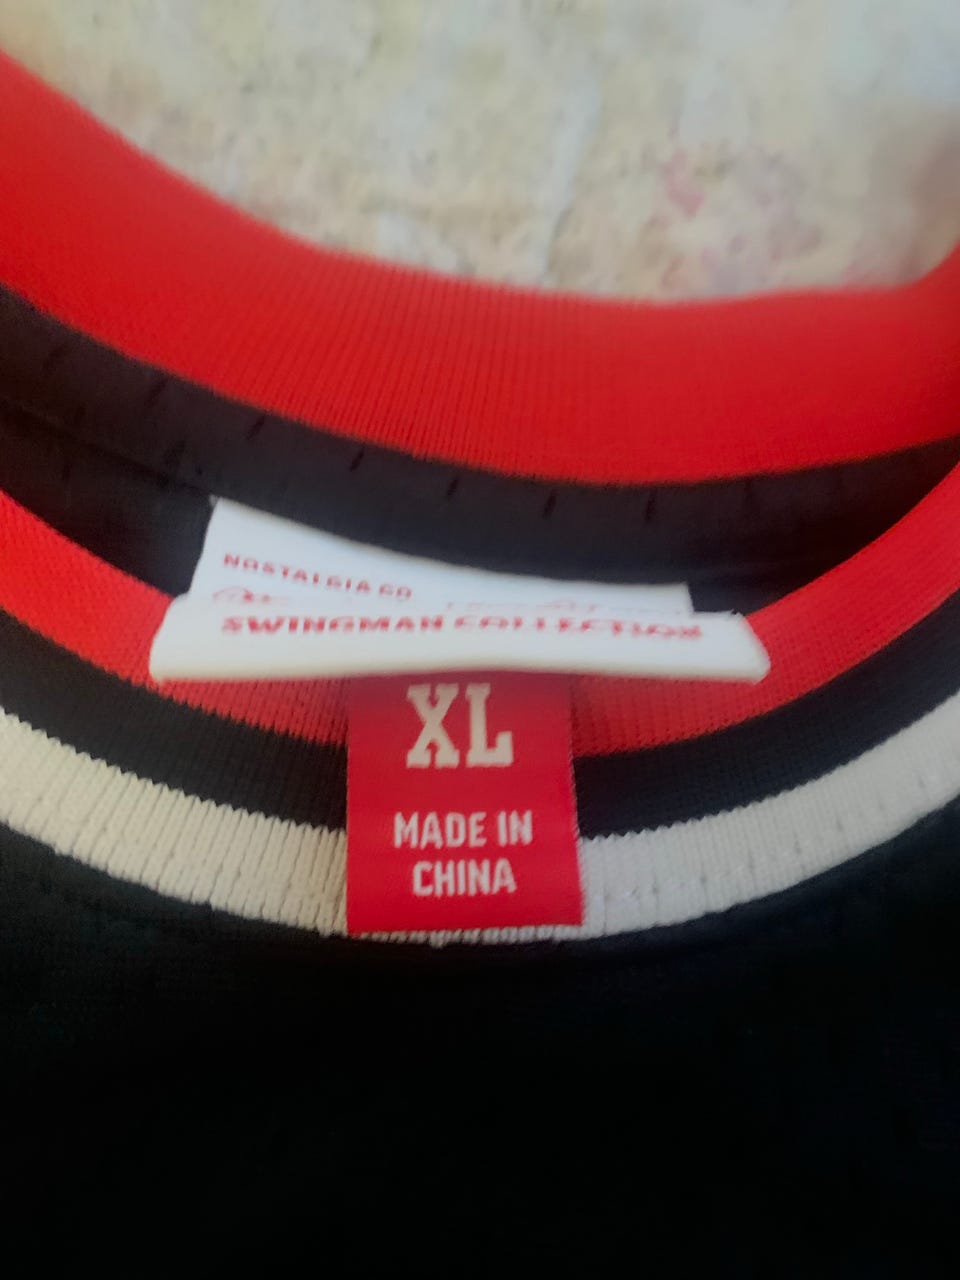 NOSTALGIA CO
SWINGMAN COLLECTION
XL
MADE IN
CHINA